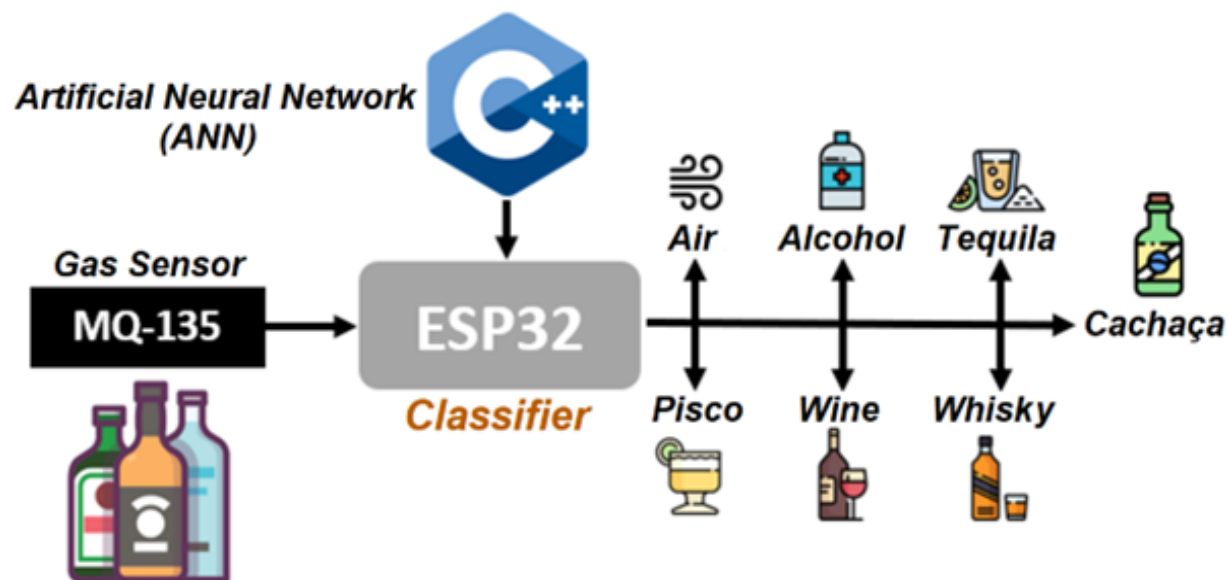 Artificial Neural Network
(ANN)
C++
Gas Sensor
MQ-135
ESP32
Classifier
Air
Alcohol
Tequila
Cachaça
Pisco
Wine
Whisky